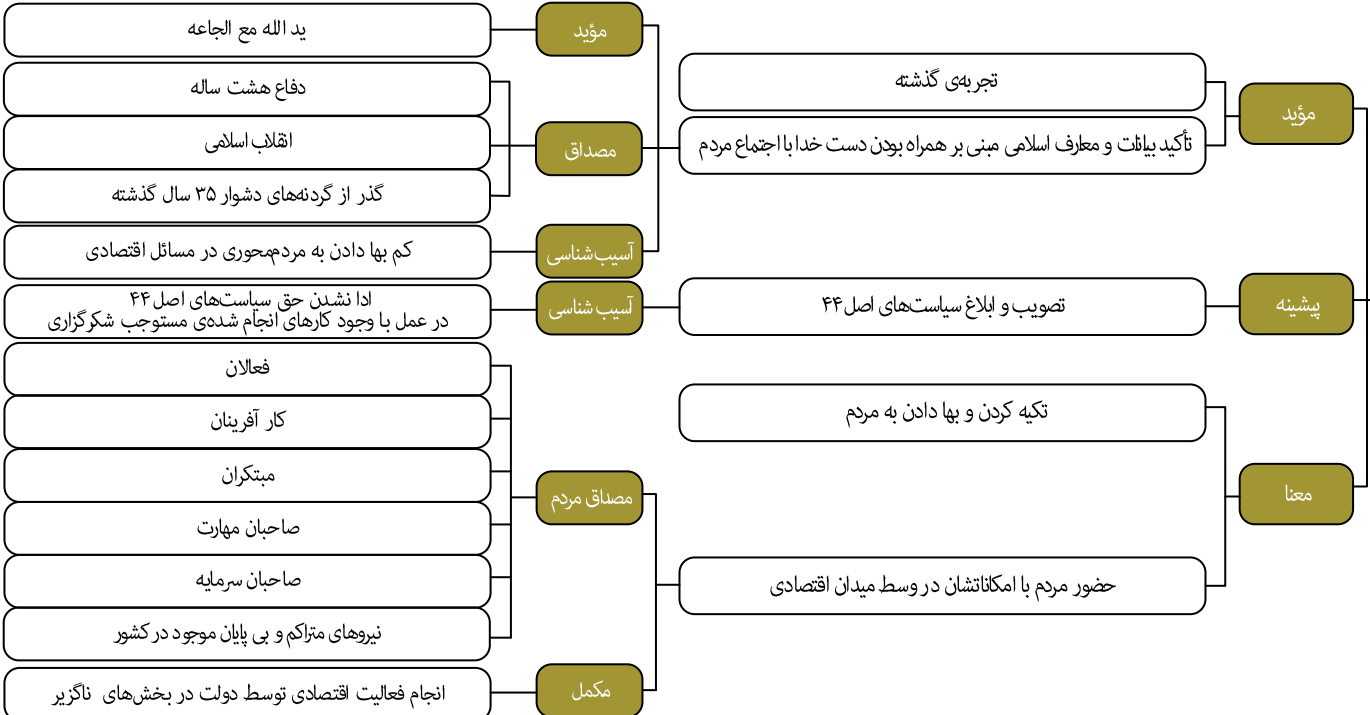 مؤید
تجربه‌ی گذشته
تأکید بیانات و معارف اسلامی مبنی بر همراه بودن دست خدا با اجتماع مردم
مؤید
ید الله مع الجاعه
مصداق
دفاع هشت ساله
انقلاب اسلامی
گذر از گردنه‌های دشوار ۳۵ سال گذشته
آسیب‌شناسی
کم بها دادن به مردم‌محوری در مسائل اقتصادی
پیشینه
تصویب و ابلاغ سیاست‌های اصل ۴۴
آسیب شناسی
ادا نشدن حق سیاست‌های اصل ۴۴
در عمل با وجود کارهای انجام شده‌ی مستوجب شکرگزاری
معنا
تکیه کردن و بها دادن به مردم
حضور مردم با امکاناتشان در وسط میدان اقتصادی
مصداق مردم
فعالان
کار آفرینان
مبتکران
صاحبان مهارت
صاحبان سرمایه
نیروهای متراکم و بی پایان موجود در کشور
مکمل
انجام فعالیت اقتصادی توسط دولت در بخش‌های ناگزیر